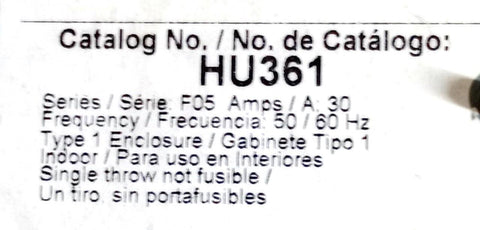 Catalog No. / No. de Catálogo:
HU361
Series / Série: F05 Amps / A: 30
Frequency / Frecuencia: 50 / 60 Hz
Type 1 Enclosure / Gabinete Tipo 1
Indoor / Para uso en Interiores
Single throw not fusible /
Un tiro, sin portafusibles